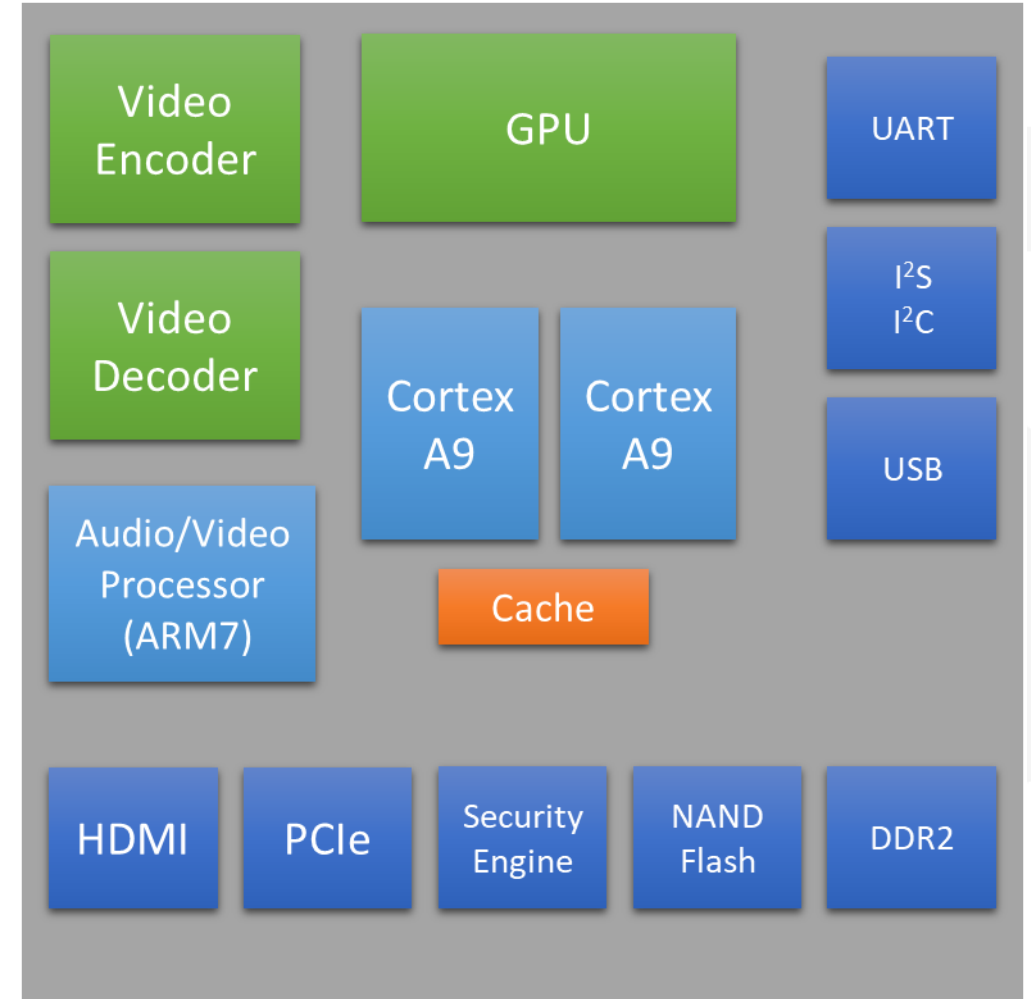 Video
Encoder
GPU
UART
Video
Decoder
I²S
I²C
Cortex
A9
Cortex
A9
USB
Audio/Video
Processor
(ARM7)
Cache
HDMI
PCIe
Security
Engine
NAND
Flash
DDR2